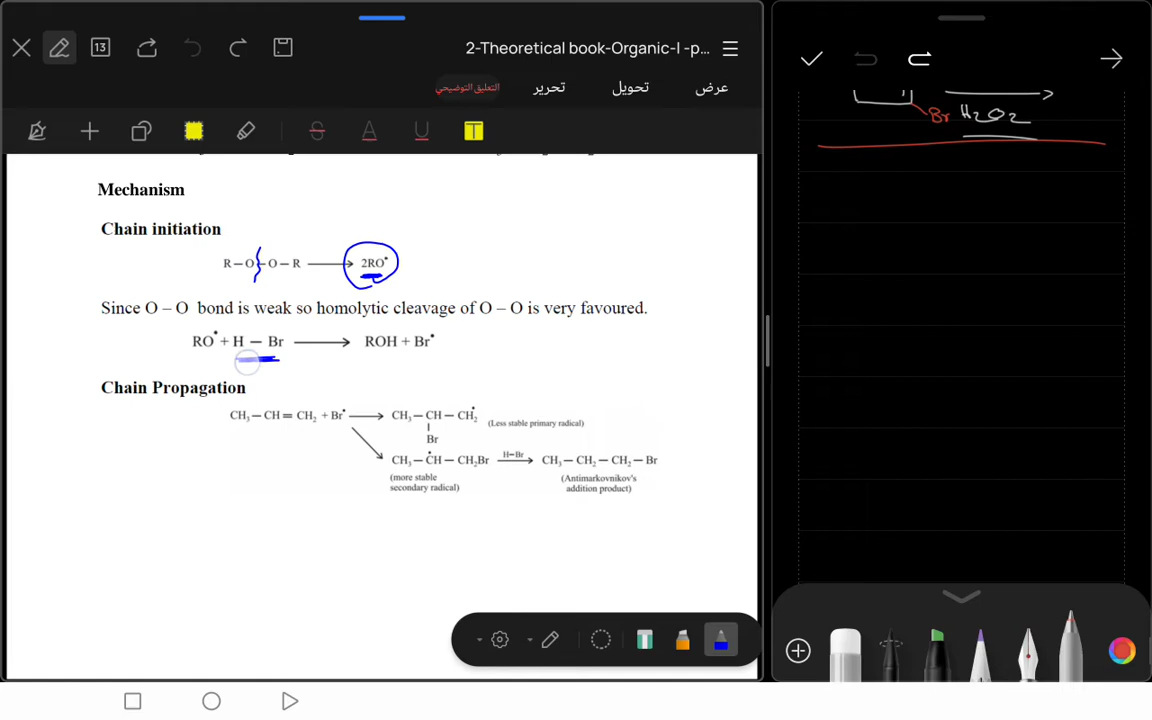 13
2-Theoretical book-Organic-I -p...
التعليق التوضيحي
تحرير
تحويل
عرض
Br H2O2
Mechanism
Chain initiation
R – O – O – R ⟶ 2RO•
Since O – O bond is weak so homolytic cleavage of O – O is very favoured.
RO• + H – Br ⟶ ROH + Br•
Chain Propagation
CH3 – CH = CH2 + Br• ⟶ CH3 – CH – CH2• (Less stable primary radical)
Br
CH3 – ĊH – CH2Br H–Br ⟶ CH3 – CH2 – CH2 – Br
(more stable
secondary radical)
(Antimarkovnikov's
addition product)